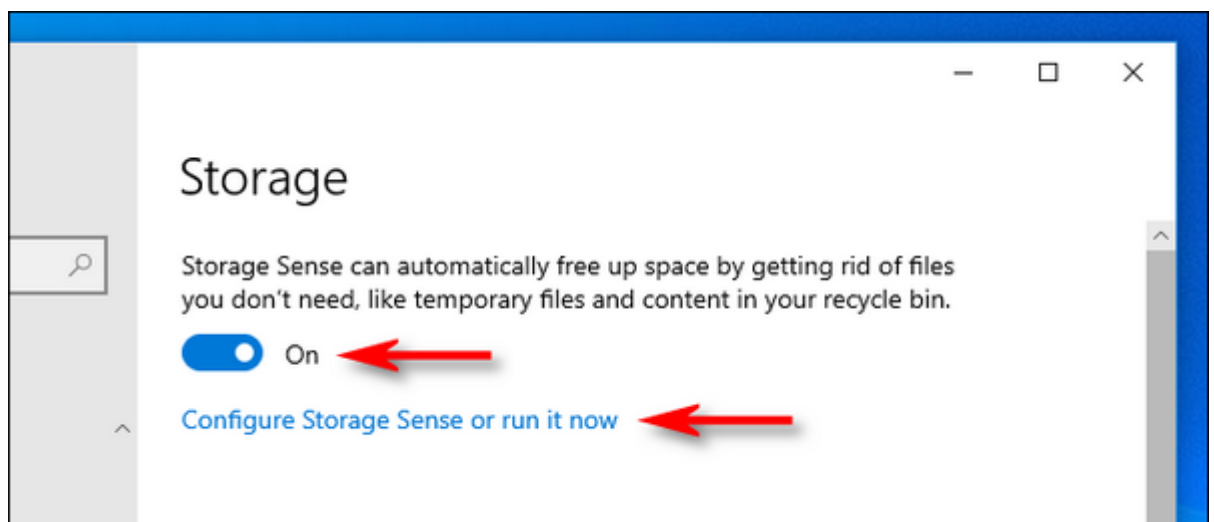 Storage
Storage Sense can automatically free up space by getting rid of files
you don't need, like temporary files and content in your recycle bin.
On
Configure Storage Sense or run it now